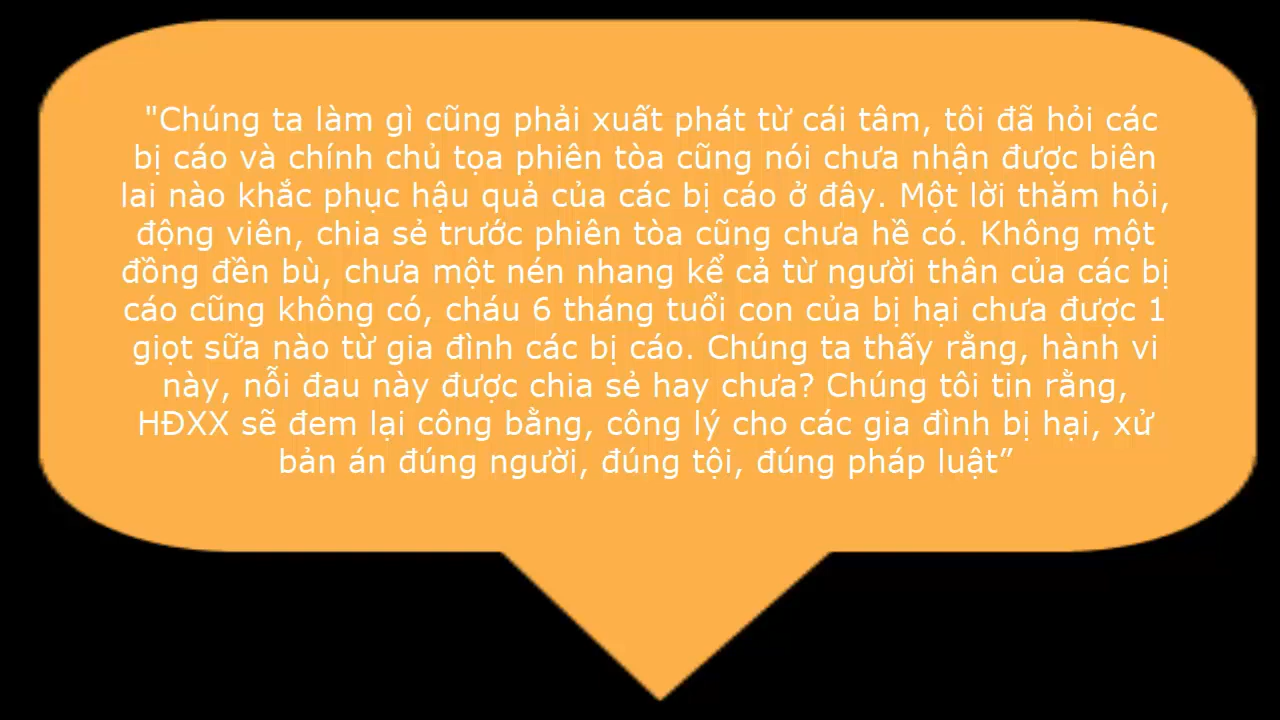 "Chúng ta làm gì cũng phải xuất phát từ cái tâm, tôi đã hỏi các
bị cáo và chính chủ tọa phiên tòa cũng nói chưa nhận được biên
lai nào khắc phục hậu quả của các bị cáo ở đây. Một lời thăm hỏi,
động viên, chia sẻ trước phiên tòa cũng chưa hề có. Không một
đồng đền bù, chưa một nén nhang kể cả từ người thân của các bị
cáo cũng không có, cháu 6 tháng tuổi con của bị hại chưa được 1
giọt sữa nào từ gia đình các bị cáo. Chúng ta thấy rằng, hành vi
này, nỗi đau này được chia sẻ hay chưa? Chúng tôi tin rằng,
HĐXX sẽ đem lại công bằng, công lý cho các gia đình bị hại, xử
bản án đúng người, đúng tội, đúng pháp luật”